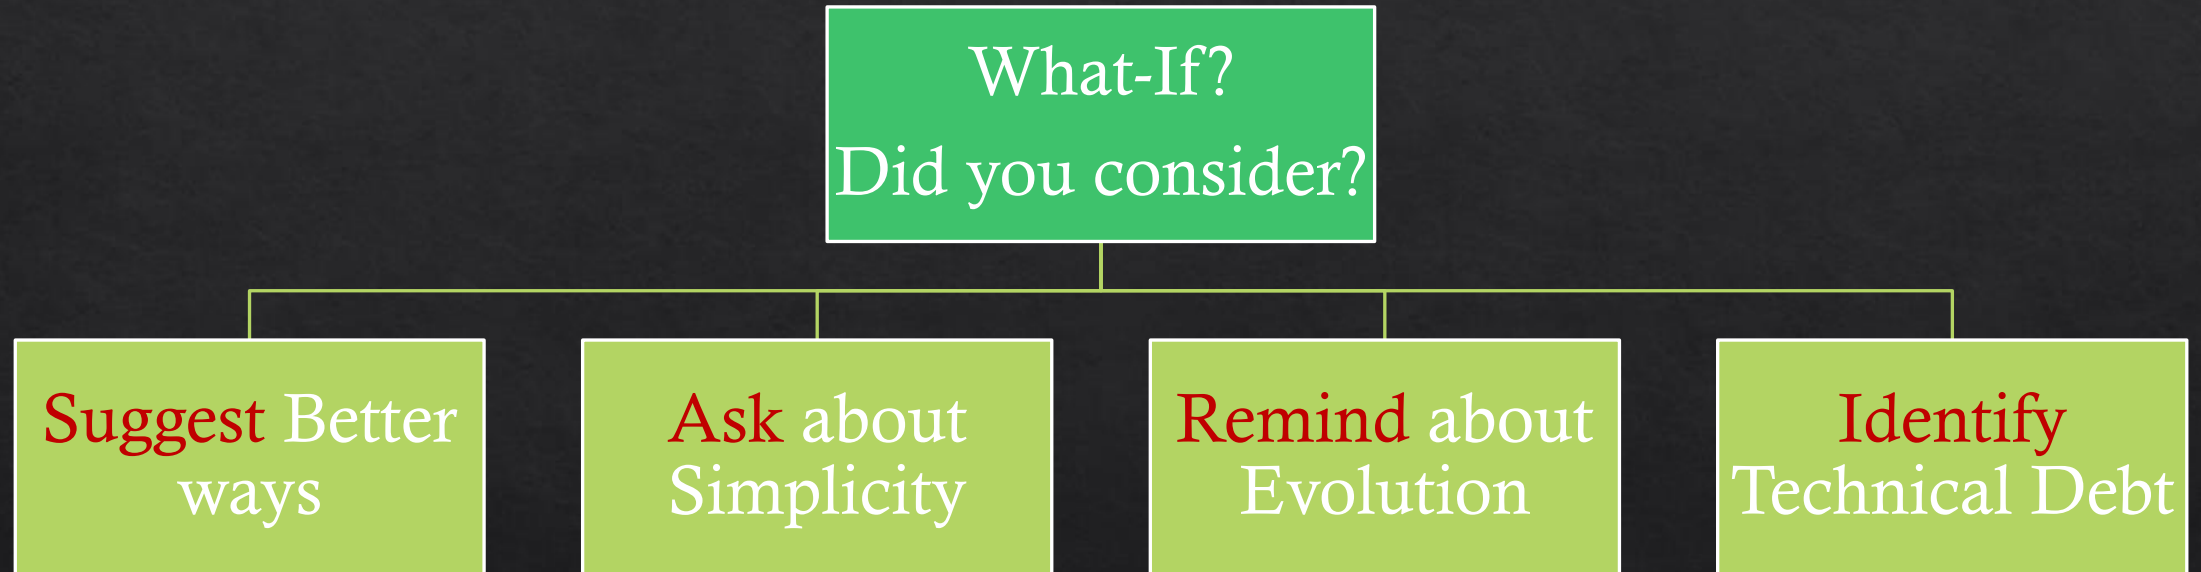 What-If?
Did you consider?
Suggest Better
ways
Ask about
Simplicity
Remind about
Evolution
Identify
Technical Debt